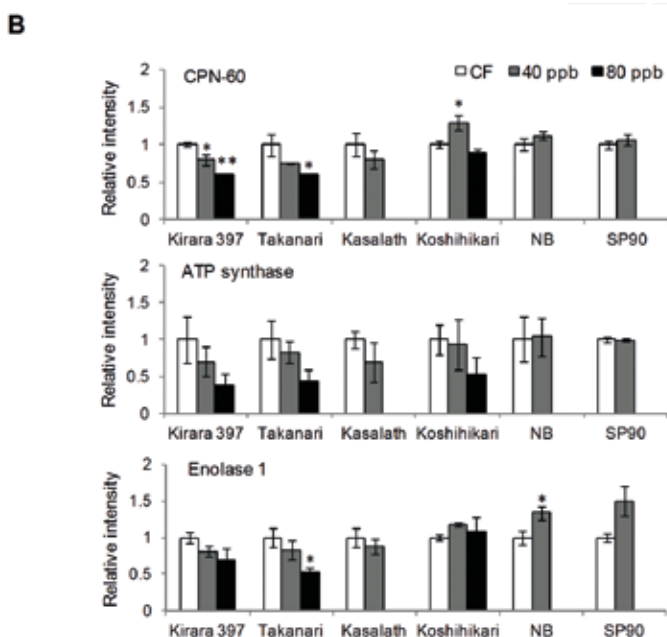 B
CPN-60
CF 40 ppb 80 ppb
Relative intensity
2
1.5
1
0.5
0
* ** * *
Kirara 397 Takanari Kasalath Koshihikari NB SP90
ATP synthase
Relative intensity
2
1.5
1
0.5
0
Kirara 397 Takanari Kasalath Koshihikari NB SP90
Enolase 1
Relative intensity
2
1.5
1
0.5
0
* *
Kirara 397 Takanari Kasalath Koshihikari NB SP90